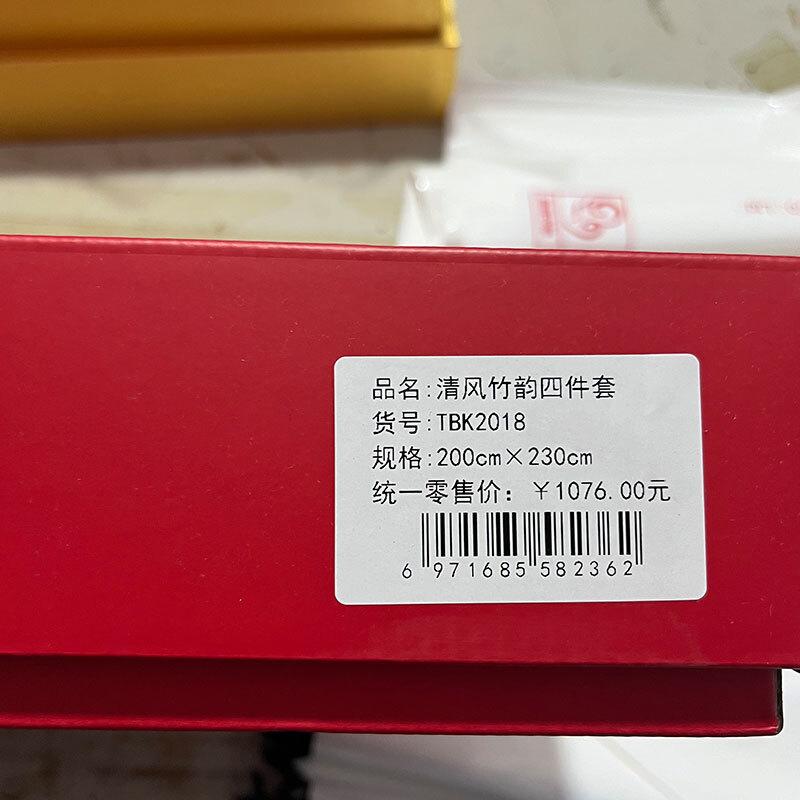 品名:清风竹韵四件套
货号:TBK2018
规格:200cm×230cm
统一零售价：￥1076.00元
6 971685 582362